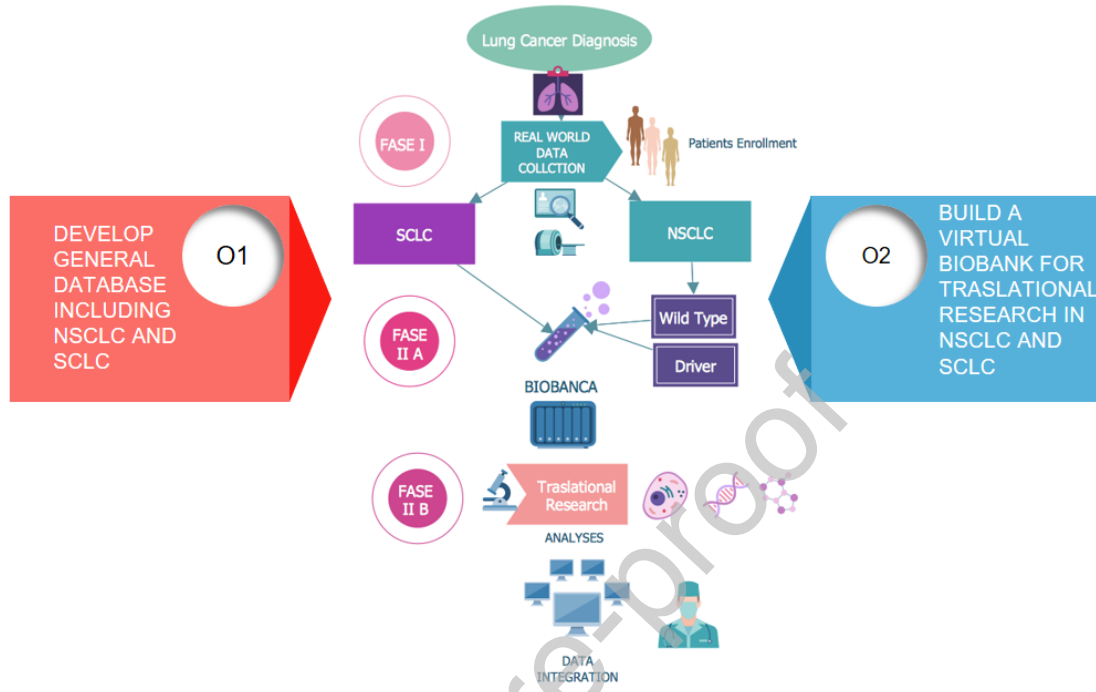 Lung Cancer Diagnosis
FASE I
REAL WORLD
DATA
COLLCTION
Patients Enrollment
DEVELOP
GENERAL
DATABASE
INCLUDING
NSCLC AND
SCLC
O1
SCLC
NSCLC
O2
BUILD A
VIRTUAL
BIOBANK FOR
TRASLATIONAL
RESEARCH IN
NSCLC AND
SCLC
FASE
II A
Wild Type
Driver
BIOBANCA
FASE
II B
Traslational
Research
ANALYSES
DATA
INTEGRATION
e-proof